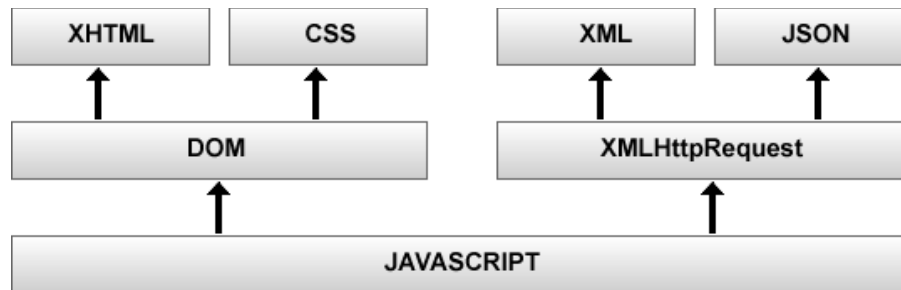 XHTML
CSS
XML
JSON
DOM
XMLHttpRequest
JAVASCRIPT